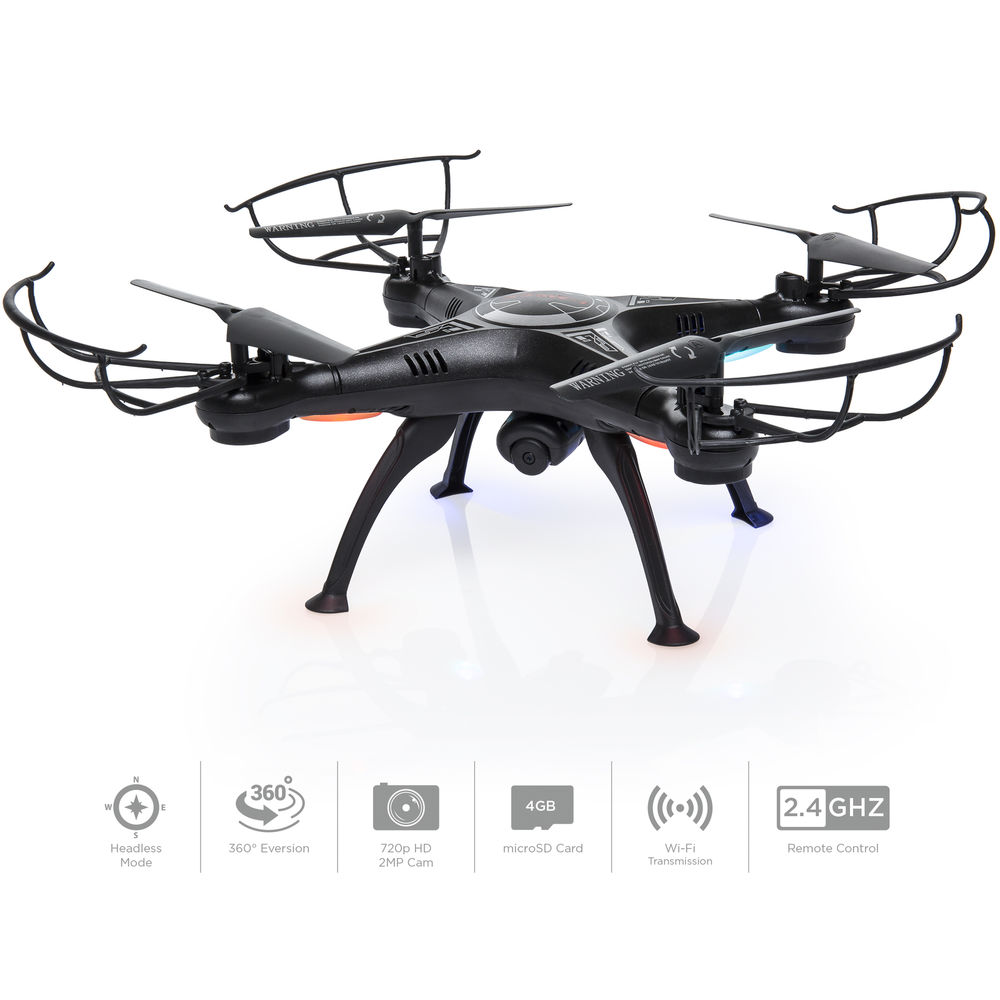 WARNING
WARNING
N
W
E
S
Headless
Mode
360°
360° Eversion
720p HD
2MP Cam
4GB
microSD Card
Wi-Fi
Transmission
2.4 GHZ
Remote Control